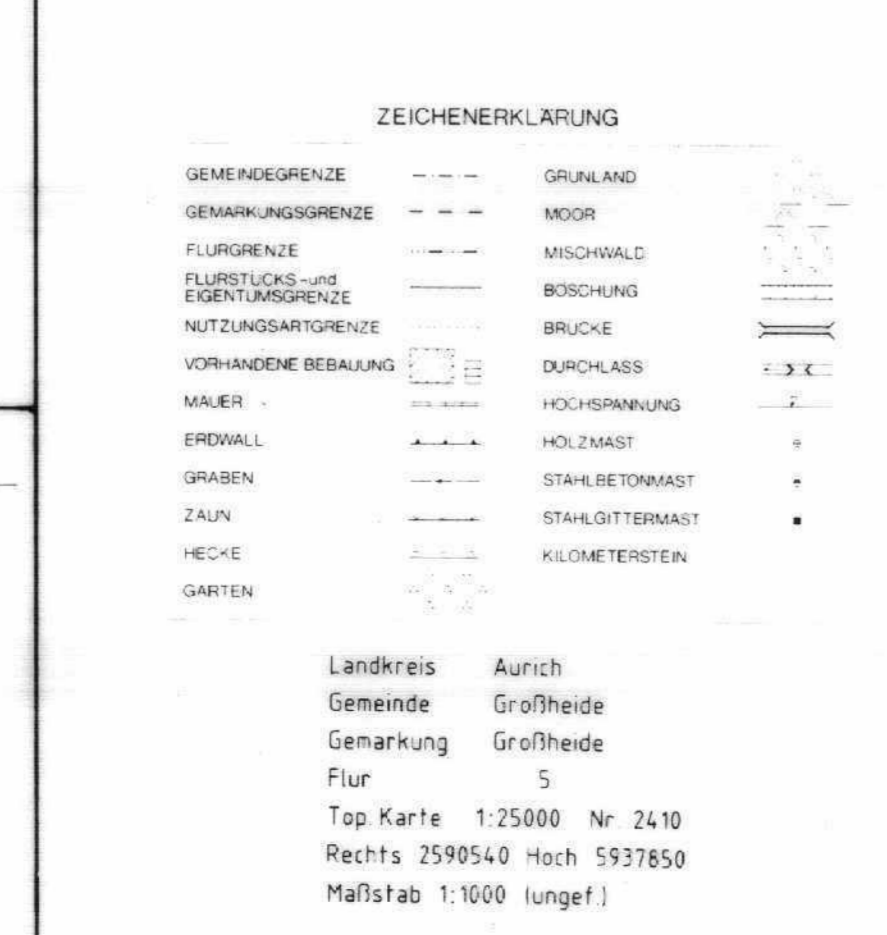 ZEICHENERKLÄRUNG
GEMEINDEGRENZE
GEMARKUNGSGRENZE
FLURGRENZE
FLURSTÜCKS-und
EIGENTUMSGRENZE
NUTZUNGSARTGRENZE
VORHANDENE BEBAUUNG
MAUER
ERDWALL
GRABEN
ZAUN
HECKE
GARTEN
GRÜNLAND
MOOR
MISCHWALD
BÖSCHUNG
BRÜCKE
DURCHLASS
HOCHSPANNUNG
HOLZMAST
STAHLBETONMAST
STAHLGITTERMAST
KILOMETERSTEIN
Landkreis Aurich
Gemeinde Großheide
Gemarkung Großheide
Flur 5
Top. Karte 1:25000 Nr. 2410
Rechts 2590540 Hoch 5937850
Maßstab 1:1000 (ungef.)